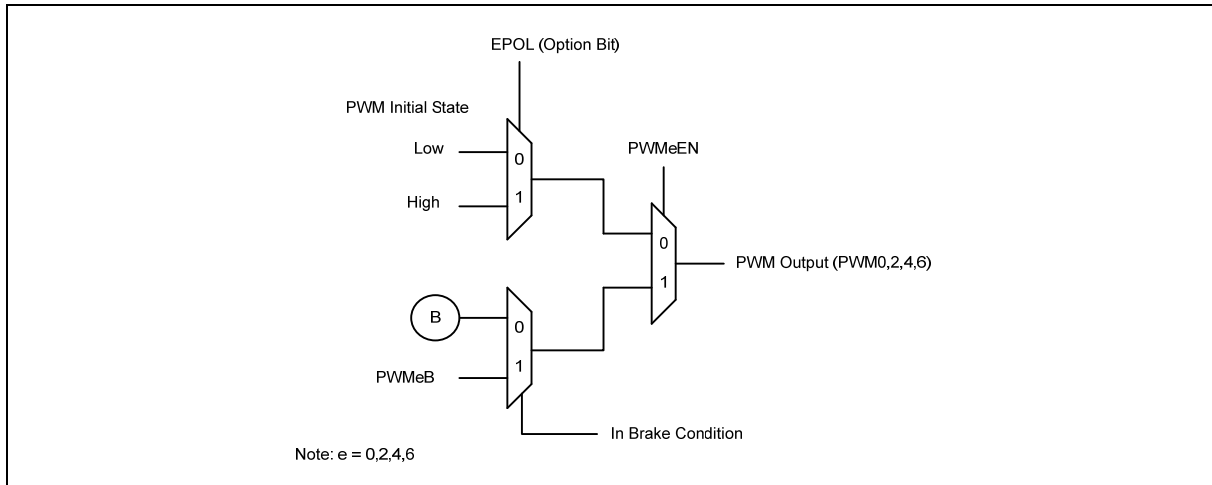 EPOL (Option Bit)
PWM Initial State
Low
0
High
1
PWMeEN
0
1
PWM Output (PWM0,2,4,6)
B
0
1
PWMeB
In Brake Condition
Note: e = 0,2,4,6